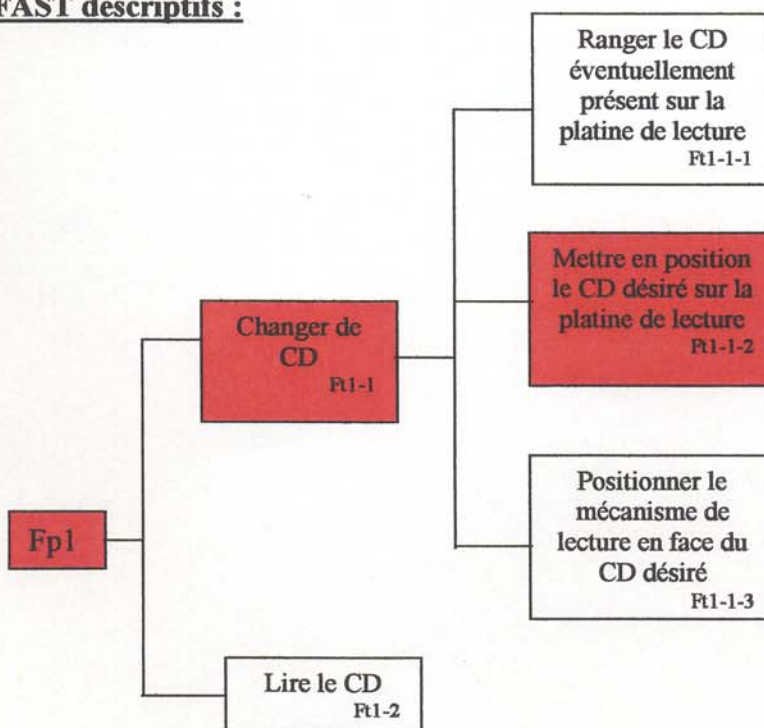 FAST descriptifs :
Ranger le CD
éventuellement
présent sur la
platine de lecture
Ft1-1-1
Mettre en position
le CD désiré sur la
platine de lecture
Ft1-1-2
Changer de
CD
Ft1-1
Positionner le
mécanisme de
lecture en face du
CD désiré
Ft1-1-3
Fp1
Lire le CD
Ft1-2